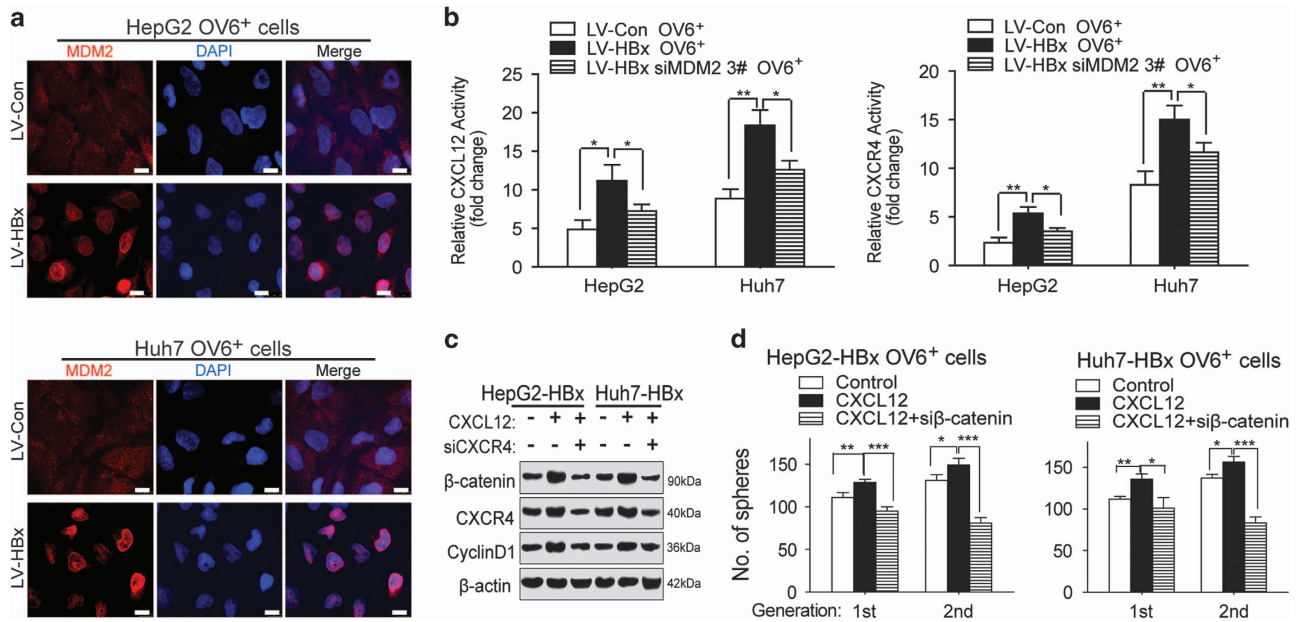 a
HepG2 OV6+ cells
MDM2 DAPI Merge
LV-Con
LV-HBx
Huh7 OV6+ cells
MDM2 DAPI Merge
LV-Con
LV-HBx
b
LV-Con OV6+
LV-HBx OV6+
LV-HBx siMDM2 3# OV6+
Relative CXCL12 Activity
(fold change)
25
20
15
10
5
0
* * ** *
HepG2 Huh7
LV-Con OV6+
LV-HBx OV6+
LV-HBx siMDM2 3# OV6+
Relative CXCR4 Activity
(fold change)
20
15
10
5
0
** * ** *
HepG2 Huh7
c
HepG2-HBx Huh7-HBx
CXCL12: - + + - + +
siCXCR4: - - + - - +
β-catenin 90kDa
CXCR4 40kDa
CyclinD1 36kDa
β-actin 42kDa
d
HepG2-HBx OV6+ cells
Control
CXCL12
CXCL12+siβ-catenin
No. of spheres
150
100
50
0
** *** * ***
Generation: 1st 2nd
Huh7-HBx OV6+ cells
Control
CXCL12
CXCL12+siβ-catenin
150
100
50
0
** * * ***
1st 2nd